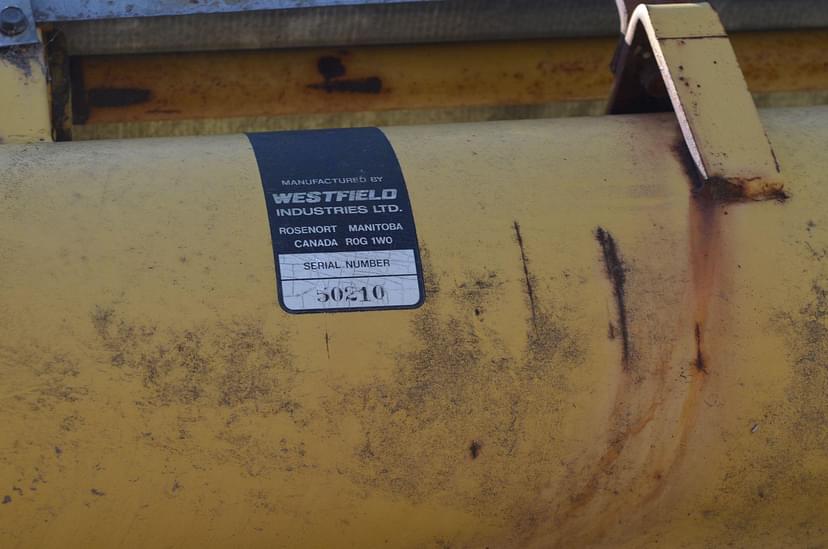 MANUFACTURED BY
WESTFIELD
INDUSTRIES LTD.
ROSENORT MANITOBA
CANADA R0G 1W0
SERIAL NUMBER
50210